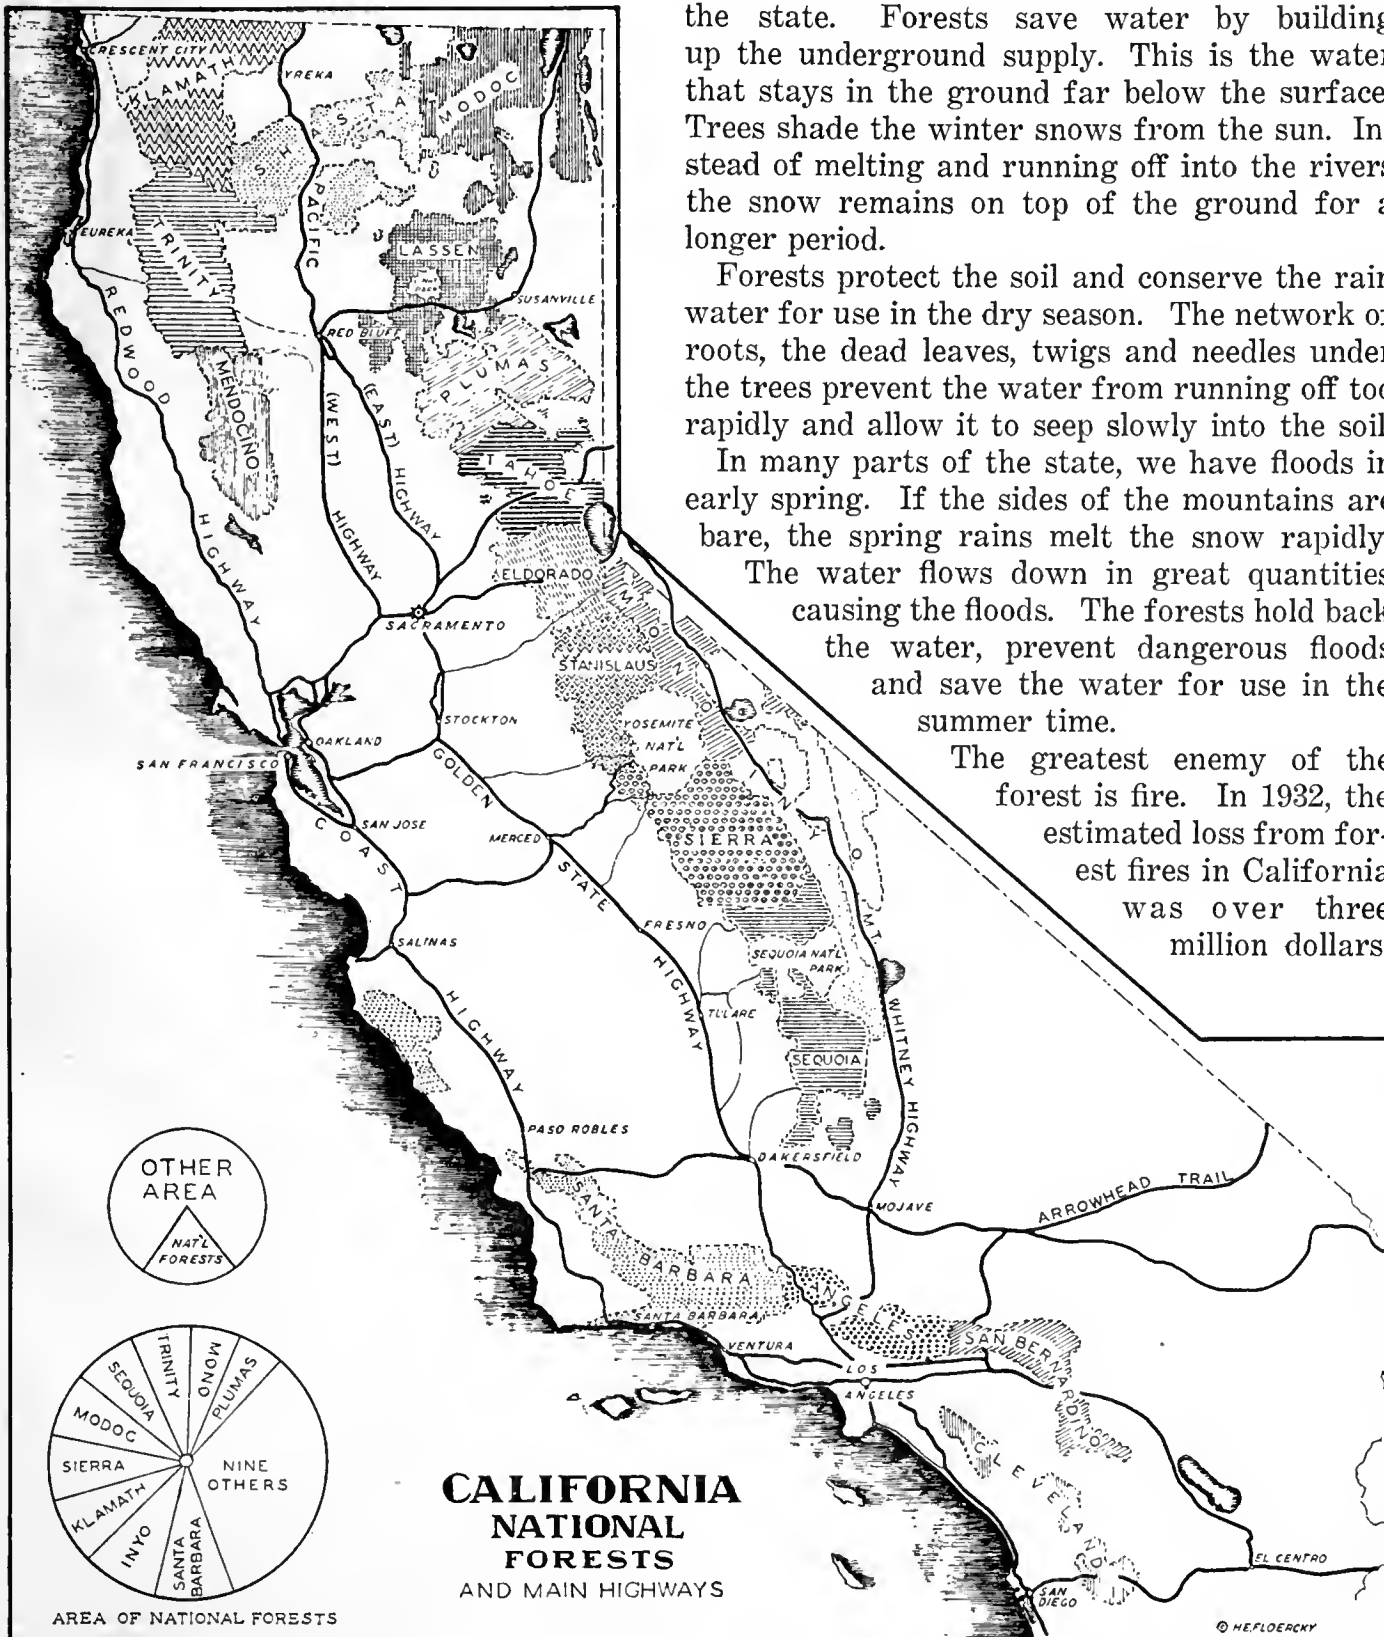 the state. Forests save water by building
up the underground supply. This is the water
that stays in the ground far below the surface
Trees shade the winter snows from the sun. In
stead of melting and running off into the rivers
the snow remains on top of the ground for a
longer period.
Forests protect the soil and conserve the rain
water for use in the dry season. The network of
roots, the dead leaves, twigs and needles under
the trees prevent the water from running off too
rapidly and allow it to seep slowly into the soil
In many parts of the state, we have floods in
early spring. If the sides of the mountains are
bare, the spring rains melt the snow rapidly
The water flows down in great quantities
causing the floods. The forests hold back
the water, prevent dangerous floods
and save the water for use in the
summer time.
The greatest enemy of the
forest is fire. In 1932, the
estimated loss from for-
est fires in California
was over three
million dollars
CRESCENT CITY
KLAMATH
YREKA
SHASTA
MODOC
EUREKA
TRINITY
PACIFIC
LASSEN
NAT'L
PARK
SUSANVILLE
REDWOOD
HIGHWAY
RED BLUFF
MENDOCINO
(WEST)
HIGHWAY
(EAST) HIGHWAY
PLUMAS
TAHOE
ELDORADO
SACRAMENTO
MONO
STANISLAUS
STOCKTON
YOSEMITE
NAT'L
PARK
OAKLAND
SAN FRANCISCO
GOLDEN
STATE
HIGHWAY
INYO
SAN JOSE
COAST
HIGHWAY
MERCED
SIERRA
FRESNO
SALINAS
SEQUOIA NAT'L
PARK
MT. WHITNEY HIGHWAY
TULARE
SEQUOIA
PASO ROBLES
BAKERSFIELD
MOJAVE
ARROWHEAD TRAIL
SANTA BARBARA
SANTA BARBARA
ANGELES
SAN BERNARDINO
VENTURA
LOS
ANGELES
CLEVELAND
EL CENTRO
SAN
DIEGO
OTHER
AREA
NAT'L
FORESTS
TRINITY
MONO
PLUMAS
SEQUOIA
MODOC
SIERRA
KLAMATH
INYO
SANTA
BARBARA
NINE
OTHERS
AREA OF NATIONAL FORESTS
CALIFORNIA
NATIONAL
FORESTS
AND MAIN HIGHWAYS
© H.E. FLOERCKY